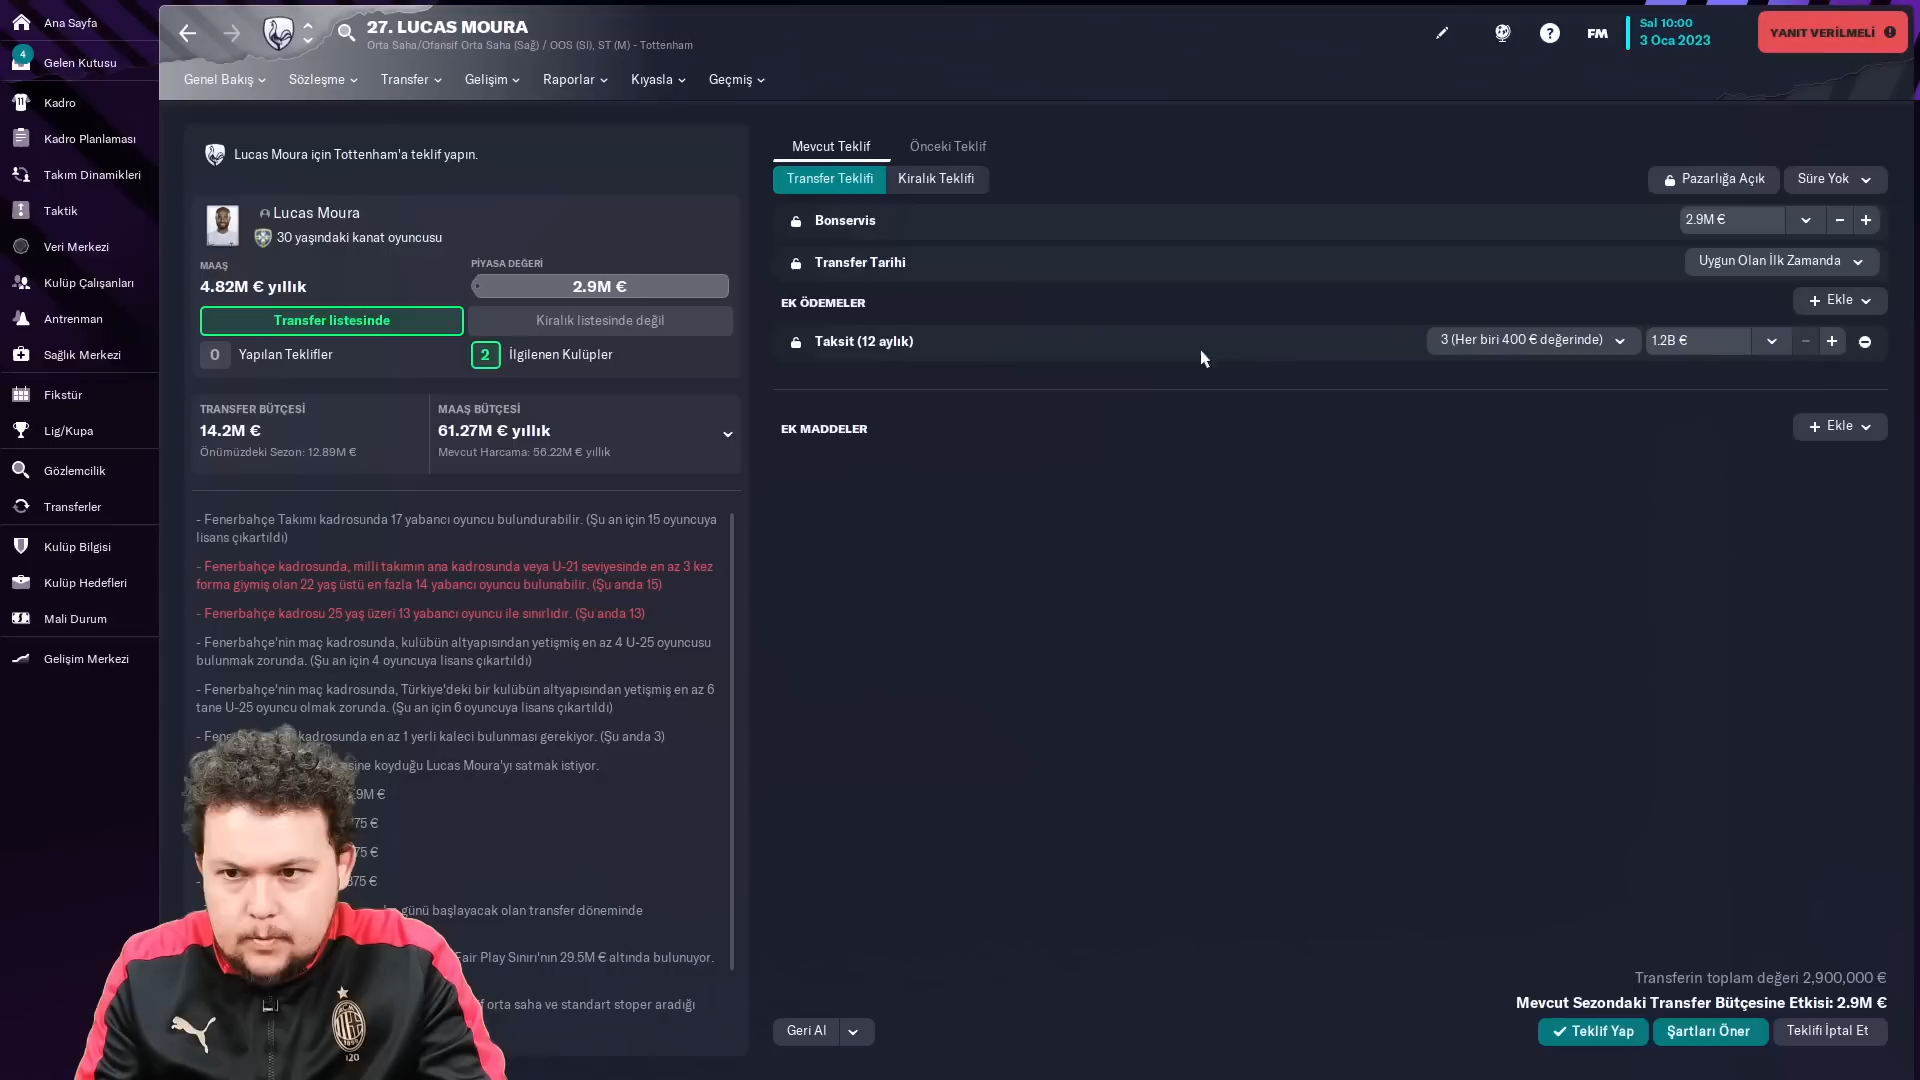 Ana Sayfa
4
Gelen Kutusu
Kadro
Kadro Planlaması
Takım Dinamikleri
Taktik
Veri Merkezi
Kulüp Çalışanları
Antrenman
Sağlık Merkezi
Fikstür
Lig/Kupa
Gözlemcilik
Transferler
Kulüp Bilgisi
Kulüp Hedefleri
Mali Durum
Gelişim Merkezi
27. LUCAS MOURA
Orta Saha/Ofansif Orta Saha (Sağ) / OOS (Sl), ST (M) - Tottenham
FM
Sal 10:00
3 Oca 2023
YANIT VERİLMELİ
Genel Bakış
Sözleşme
Transfer
Gelişim
Raporlar
Kıyasla
Geçmiş
Lucas Moura için Tottenham'a teklif yapın.
Lucas Moura
30 yaşındaki kanat oyuncusu
MAAŞ
4.82M € yıllık
PİYASA DEĞERİ
2.9M €
Transfer listesinde
Kiralık listesinde değil
0 Yapılan Teklifler
2 İlgilenen Kulüpler
TRANSFER BÜTÇESİ
14.2M €
Önümüzdeki Sezon: 12.89M €
MAAŞ BÜTÇESİ
61.27M € yıllık
Mevcut Harcama: 56.22M € yıllık
- Fenerbahçe Takımı kadrosunda 17 yabancı oyuncu bulundurabilir. (Şu an için 15 oyuncuya
lisans çıkartıldı)
- Fenerbahçe kadrosunda, milli takımın ana kadrosunda veya U-21 seviyesinde en az 3 kez
forma giymiş olan 22 yaş üstü en fazla 14 yabancı oyuncu bulunabilir. (Şu anda 15)
- Fenerbahçe kadrosu 25 yaş üzeri 13 yabancı oyuncu ile sınırlıdır. (Şu anda 13)
- Fenerbahçe'nin maç kadrosunda, kulübün altyapısından yetişmiş en az 4 U-25 oyuncusu
bulunmak zorunda. (Şu an için 4 oyuncuya lisans çıkartıldı)
- Fenerbahçe'nin maç kadrosunda, Türkiye'deki bir kulübün altyapısından yetişmiş en az 6
tane U-25 oyuncu olmak zorunda. (Şu an için 6 oyuncuya lisans çıkartıldı)
kadrosunda en az 1 yerli kaleci bulunması gerekiyor. (Şu anda 3)
koyduğu Lucas Moura'yı satmak istiyor.
9M €
75 €
75 €
375 €
günü başlayacak olan transfer döneminde
Fair Play Sınırı'nın 29.5M € altında bulunuyor.
orta saha ve standart stoper aradığı
Mevcut Teklif
Önceki Teklif
Transfer Teklifi
Kiralık Teklifi
Pazarlığa Açık
Süre Yok
Bonservis
2.9M €
Transfer Tarihi
Uygun Olan İlk Zamanda
EK ÖDEMELER
Ekle
Taksit (12 aylık)
3 (Her biri 400 € değerinde)
1.2B €
EK MADDELER
Ekle
Transferin toplam değeri 2,900,000 €
Mevcut Sezondaki Transfer Bütçesine Etkisi: 2.9M €
Geri Al
Teklif Yap
Şartları Öner
Teklifi İptal Et